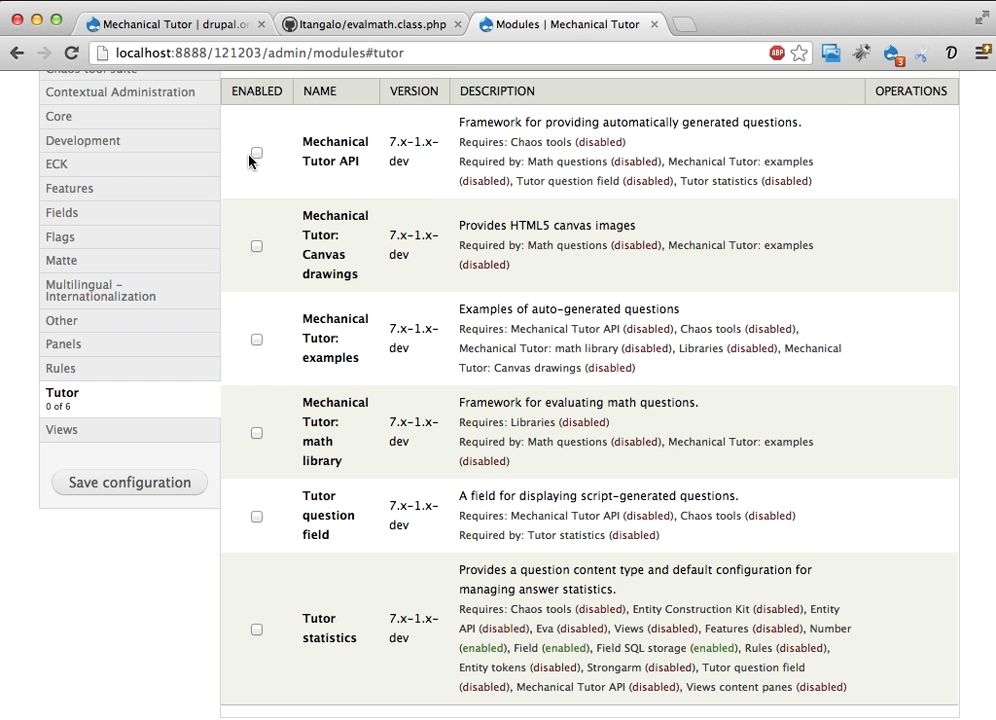 Mechanical Tutor | drupal.or
Itangalo/evalmath.class.php
Modules | Mechanical Tutor
localhost:8888/121203/admin/modules#tutor
ABP
3
Chaos tool suite
Contextual Administration
Core
Development
ECK
Features
Fields
Flags
Matte
Multilingual -
Internationalization
Other
Panels
Rules
Tutor
0 of 6
Views
Save configuration
ENABLED NAME VERSION DESCRIPTION OPERATIONS
Mechanical
Tutor API
7.x-1.x-
dev
Framework for providing automatically generated questions.
Requires: Chaos tools (disabled)
Required by: Math questions (disabled), Mechanical Tutor: examples
(disabled), Tutor question field (disabled), Tutor statistics (disabled)
Mechanical
Tutor:
Canvas
drawings
7.x-1.x-
dev
Provides HTML5 canvas images
Required by: Math questions (disabled), Mechanical Tutor: examples
(disabled)
Mechanical
Tutor:
examples
7.x-1.x-
dev
Examples of auto-generated questions
Requires: Mechanical Tutor API (disabled), Chaos tools (disabled),
Mechanical Tutor: math library (disabled), Libraries (disabled), Mechanical
Tutor: Canvas drawings (disabled)
Mechanical
Tutor:
math
library
7.x-1.x-
dev
Framework for evaluating math questions.
Requires: Libraries (disabled)
Required by: Math questions (disabled), Mechanical Tutor: examples
(disabled)
Tutor
question
field
7.x-1.x-
dev
A field for displaying script-generated questions.
Requires: Mechanical Tutor API (disabled), Chaos tools (disabled)
Required by: Tutor statistics (disabled)
Tutor
statistics
7.x-1.x-
dev
Provides a question content type and default configuration for
managing answer statistics.
Requires: Chaos tools (disabled), Entity Construction Kit (disabled), Entity
API (disabled), Eva (disabled), Views (disabled), Features (disabled), Number
(enabled), Field (enabled), Field SQL storage (enabled), Rules (disabled),
Entity tokens (disabled), Strongarm (disabled), Tutor question field
(disabled), Mechanical Tutor API (disabled), Views content panes (disabled)